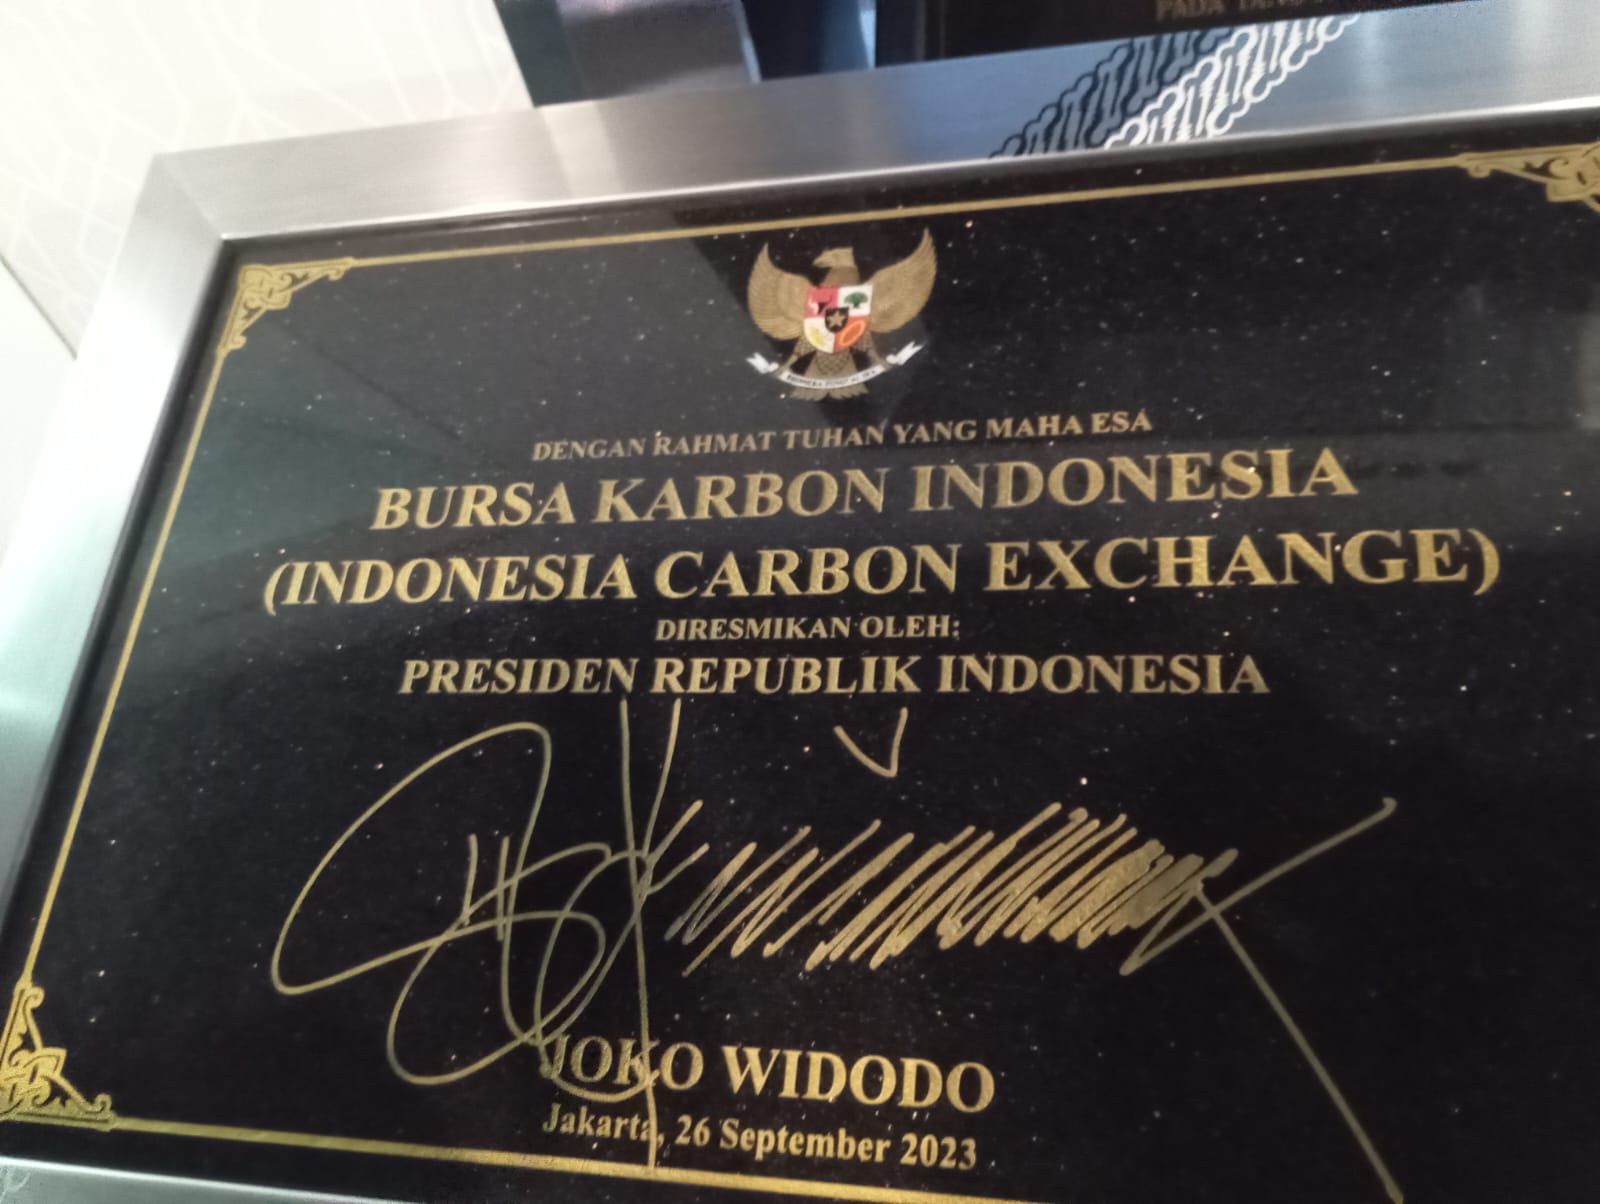 PADA
DENGAN RAHMAT TUHAN YANG MAHA ESA
BURSA KARBON INDONESIA
(INDONESIA CARBON EXCHANGE)
DIRESMIKAN OLEH:
PRESIDEN REPUBLIK INDONESIA
JOKO WIDODO
Jakarta, 26 September 2023